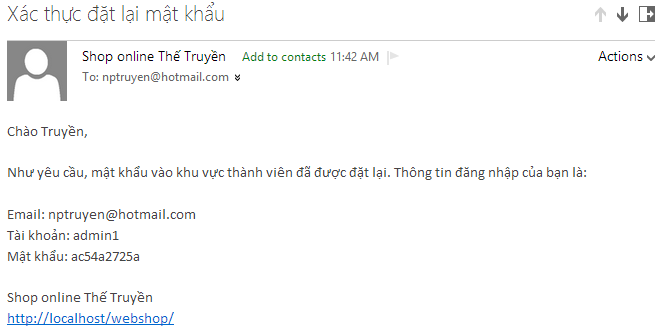 Xác thực đặt lại mật khẩu
Shop online Thế Truyền Add to contacts 11:42 AM
Actions
To: nptruyen@hotmail.com
Chào Truyền,
Như yêu cầu, mật khẩu vào khu vực thành viên đã được đặt lại. Thông tin đăng nhập của bạn là:
Email: nptruyen@hotmail.com
Tài khoản: admin1
Mật khẩu: ac54a2725a
Shop online Thế Truyền
http://localhost/webshop/